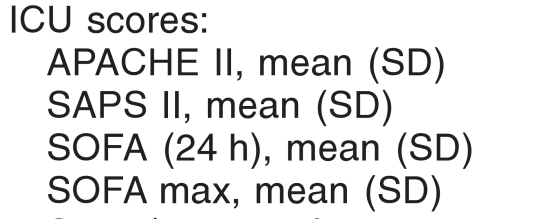 ICU scores:
APACHE II, mean (SD)
SAPS II, mean (SD)
SOFA (24 h), mean (SD)
SOFA max, mean (SD)